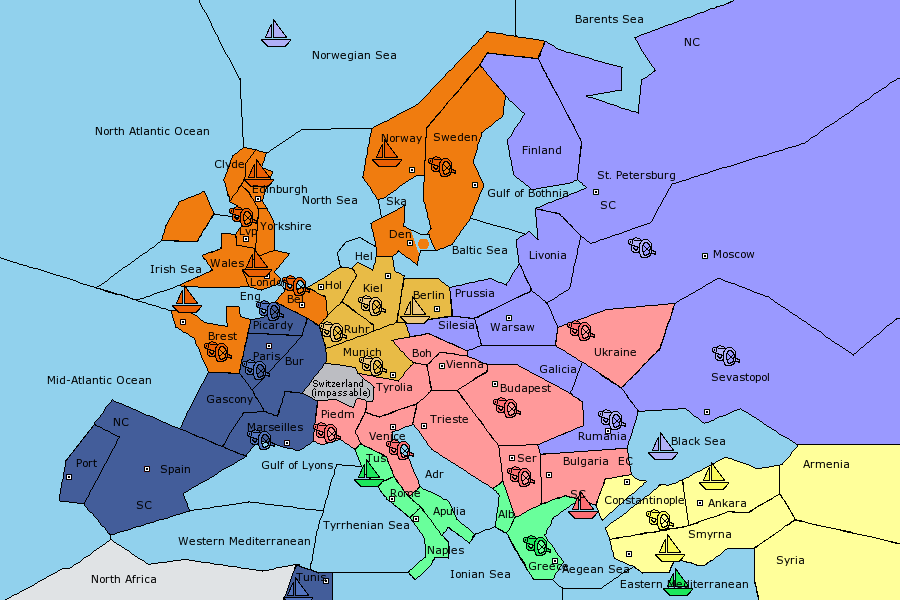 Barents Sea
NC
Norwegian Sea
North Atlantic Ocean
Norway
Sweden
Finland
Clyde
Edinburgh
St. Petersburg
SC
North Sea
Ska
Gulf of Bothnia
Yorkshire
Lvp
Den
Baltic Sea
Livonia
Moscow
Hel
Irish Sea
Wales
London
Eng
Bel
Hol
Kiel
Berlin
Prussia
Picardy
Ruhr
Silesia
Warsaw
Brest
Paris
Bur
Munich
Boh
Ukraine
Mid-Atlantic Ocean
Vienna
Galicia
Sevastopol
Switzerland
(impassable)
Tyrolia
Budapest
Gascony
Piedm
Trieste
NC
Marseilles
Venice
Rumania
Black Sea
Port
Spain
Gulf of Lyons
Tus
Ser
Bulgaria
EC
Armenia
Adr
SC
Rome
SC
Constantinople
Ankara
Apulia
Alb
Tyrrhenian Sea
Western Mediterranean
Naples
Smyrna
Syria
Greece
Aegean Sea
North Africa
Tunis
Ionian Sea
Eastern Mediterranean